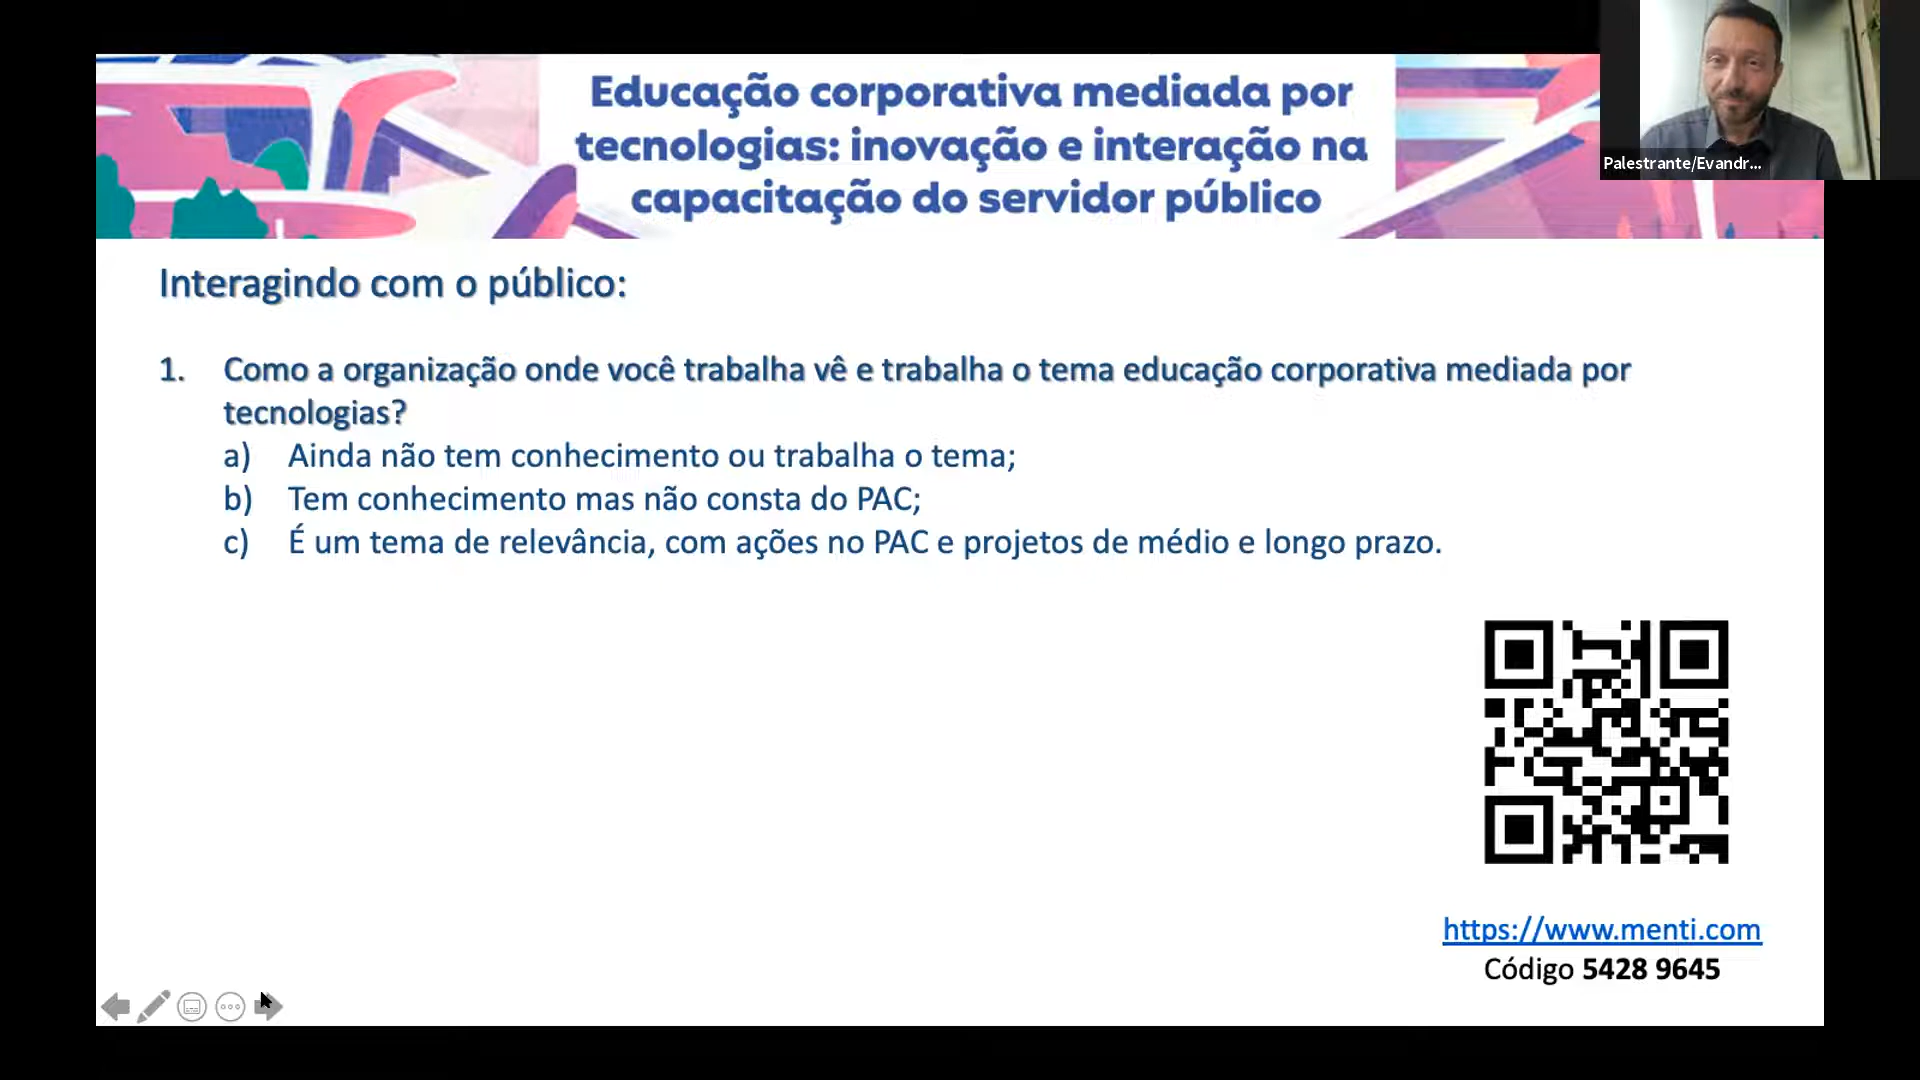 Educação corporativa mediada por
tecnologias: inovação e interação na
capacitação do servidor público
Palestrante/Evandr...
Interagindo com o público:
1. Como a organização onde você trabalha vê e trabalha o tema educação corporativa mediada por
tecnologias?
a) Ainda não tem conhecimento ou trabalha o tema;
b) Tem conhecimento mas não consta do PAC;
c) É um tema de relevância, com ações no PAC e projetos de médio e longo prazo.
https://www.menti.com
Código 5428 9645